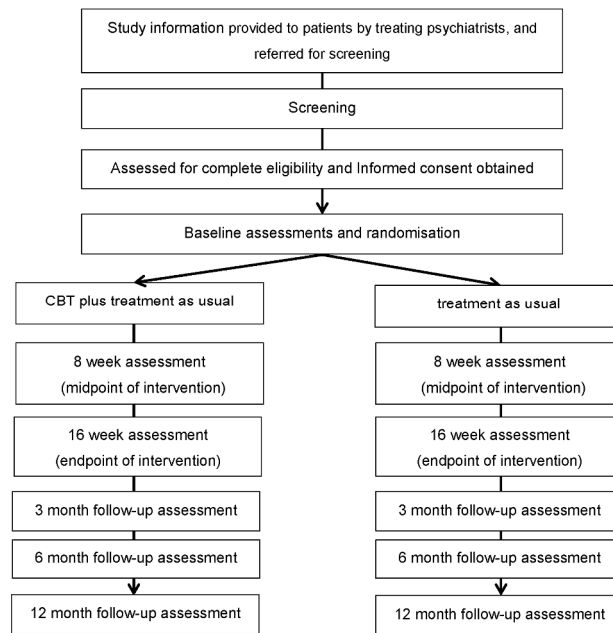 Study information provided to patients by treating psychiatrists, and
referred for screening
Screening
Assessed for complete eligibility and Informed consent obtained
Baseline assessments and randomisation
CBT plus treatment as usual
8 week assessment
(midpoint of intervention)
16 week assessment
(endpoint of intervention)
3 month follow-up assessment
6 month follow-up assessment
12 month follow-up assessment
treatment as usual
8 week assessment
(midpoint of intervention)
16 week assessment
(endpoint of intervention)
3 month follow-up assessment
6 month follow-up assessment
12 month follow-up assessment